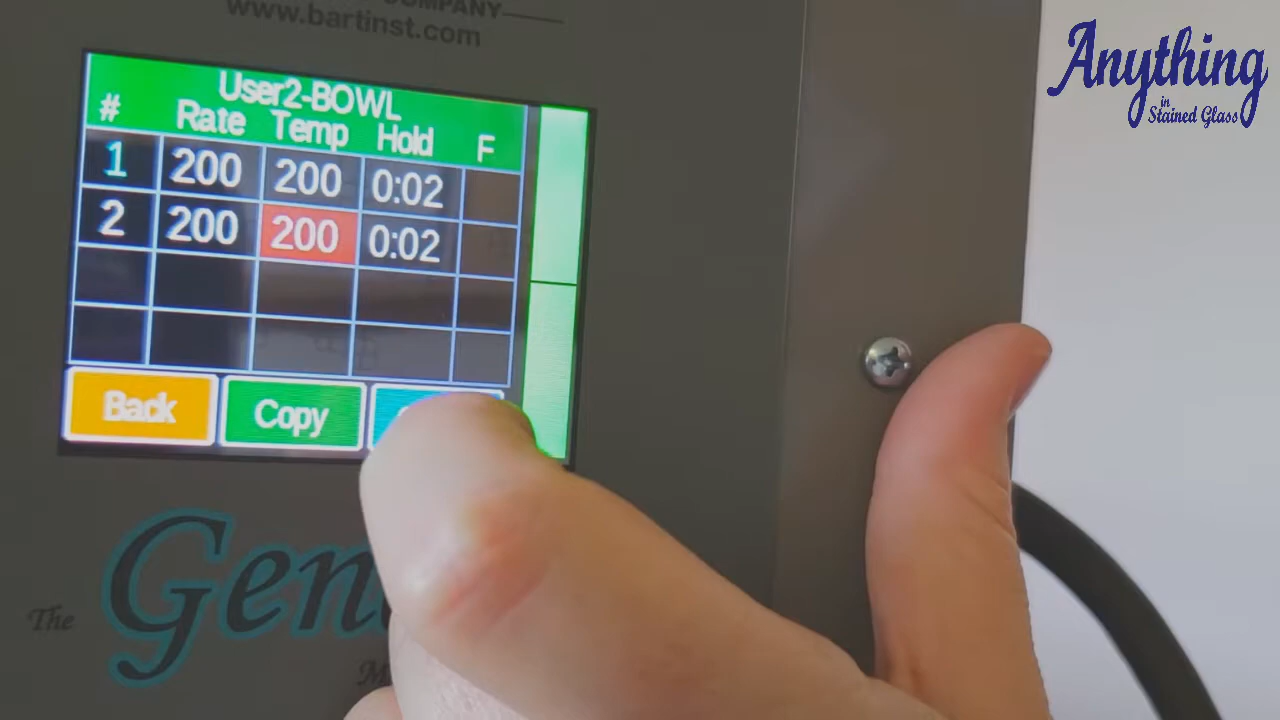 COMPANY
www.bartinst.com
User2-BOWL
# Rate Temp Hold F
1 200 200 0:02
2 200 200 0:02
Back Copy
The
Anything
in
Stained Glass